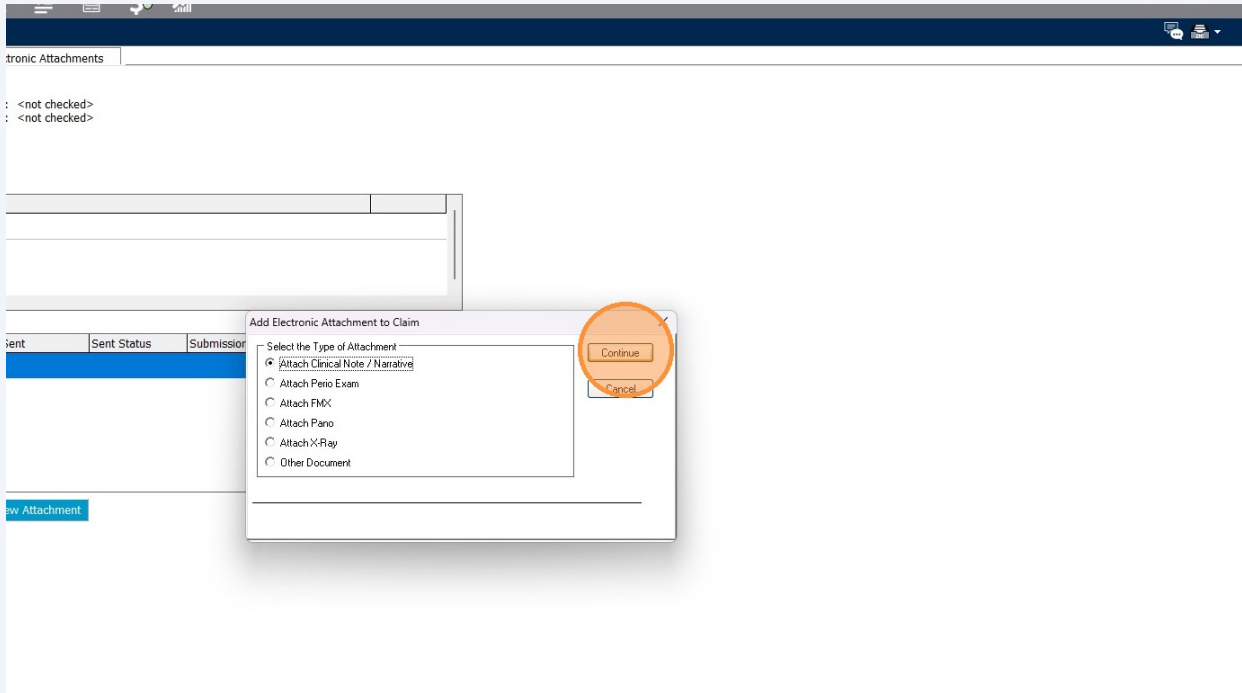 tronic Attachments
: <not checked>
: <not checked>
Add Electronic Attachment to Claim
Sent Sent Status Submission
Select the Type of Attachment
Continue
Attach Clinical Note / Narrative
Attach Perio Exam
Cancel
Attach FMX
Attach Pano
Attach X-Ray
Other Document
ew Attachment